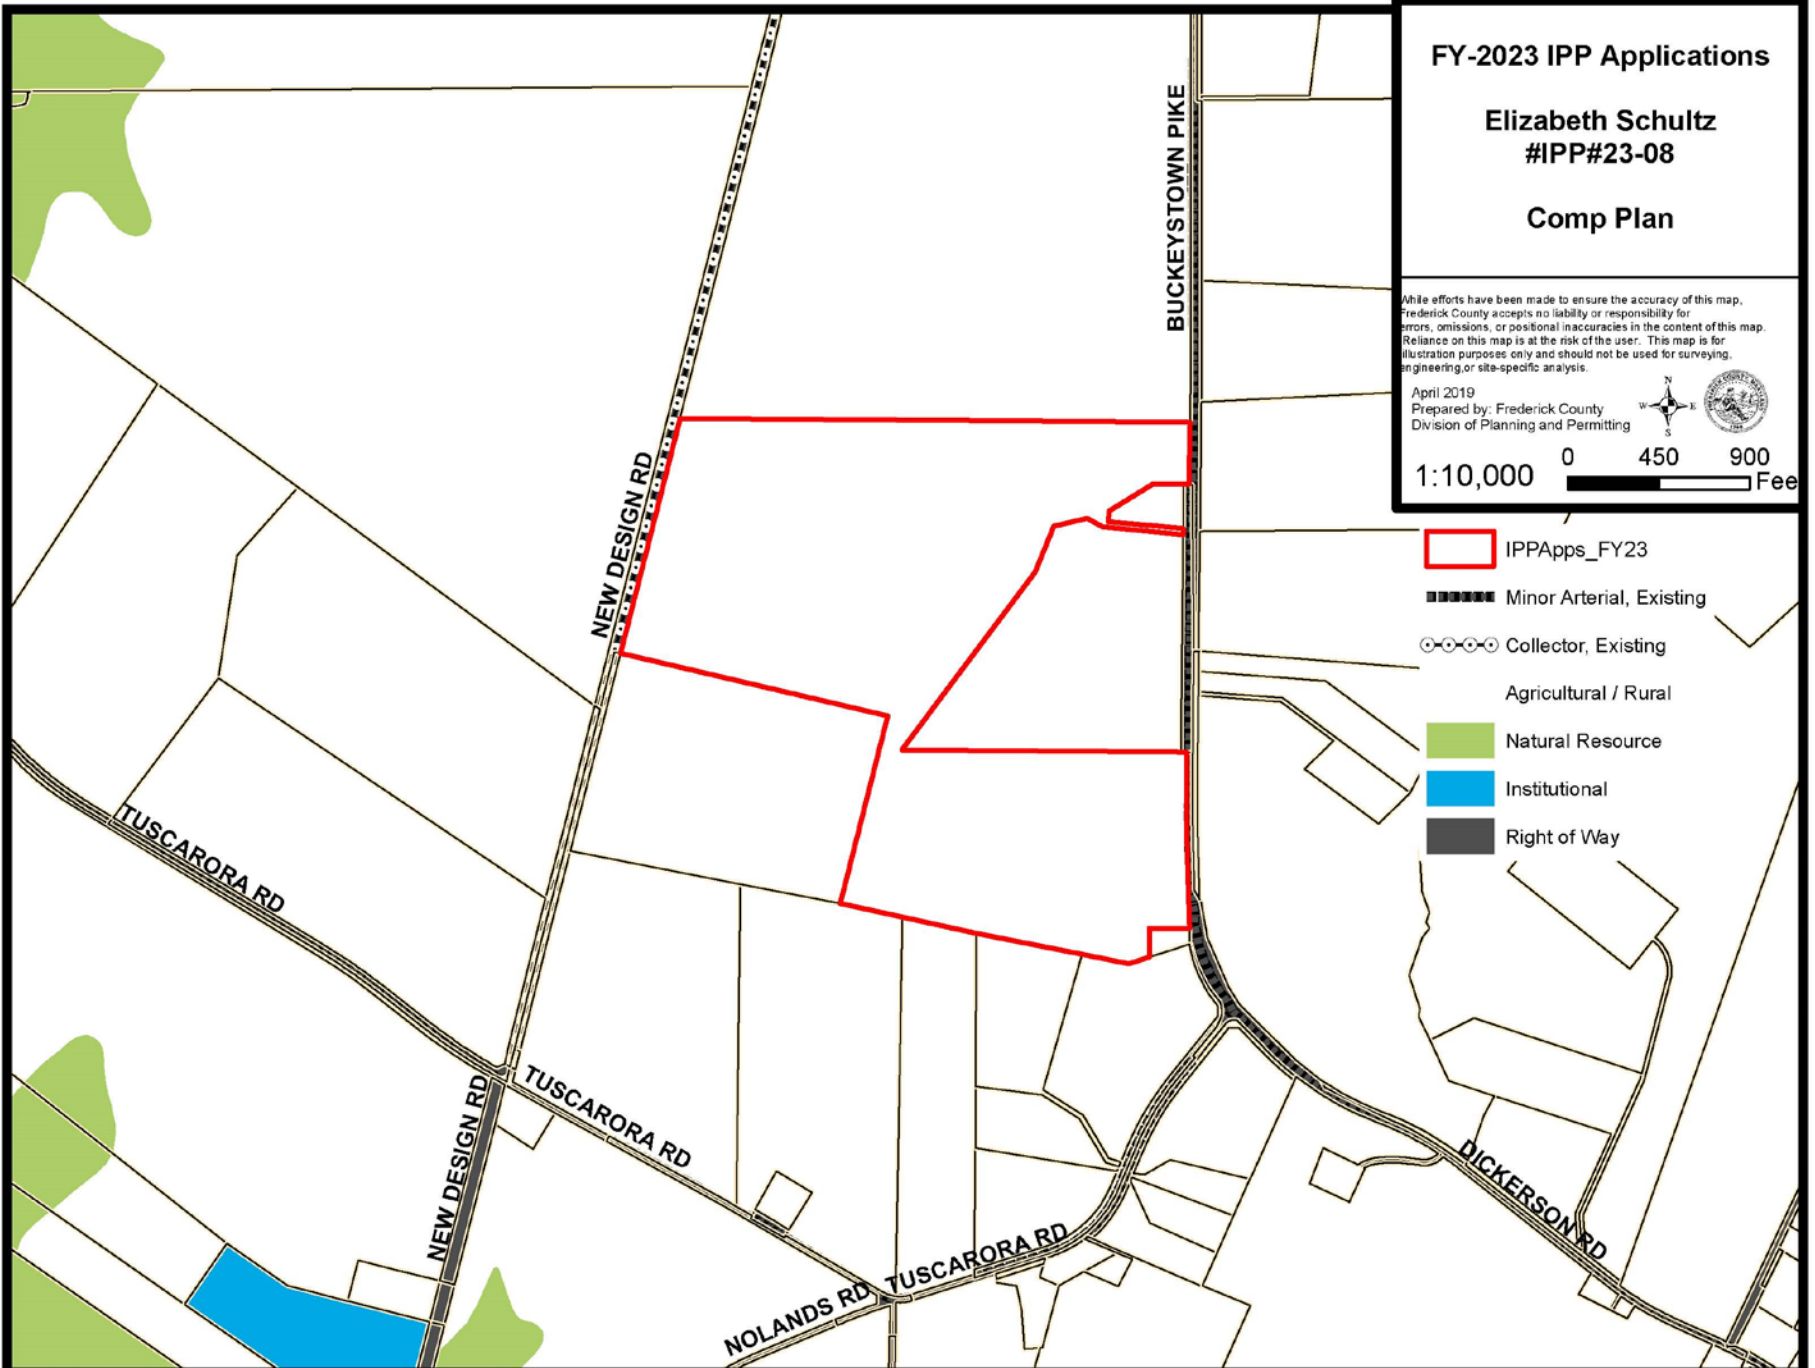 FY-2023 IPP Applications
Elizabeth Schultz
#IPP#23-08
Comp Plan
While efforts have been made to ensure the accuracy of this map,
Frederick County accepts no liability or responsibility for
errors, omissions, or positional inaccuracies in the content of this map.
Reliance on this map is at the risk of the user. This map is for
illustration purposes only and should not be used for surveying,
engineering,or site-specific analysis.
April 2019
Prepared by: Frederick County
Division of Planning and Permitting
N
W E
S
1:10,000
0 450 900
Fee
IPPApps_FY23
Minor Arterial, Existing
Collector, Existing
Agricultural / Rural
Natural Resource
Institutional
Right of Way
BUCKEYSTOWN PIKE
NEW DESIGN RD
TUSCARORA RD
TUSCARORA RD
NEW DESIGN RD
DICKERSON RD
TUSCARORA RD
NOLANDS RD